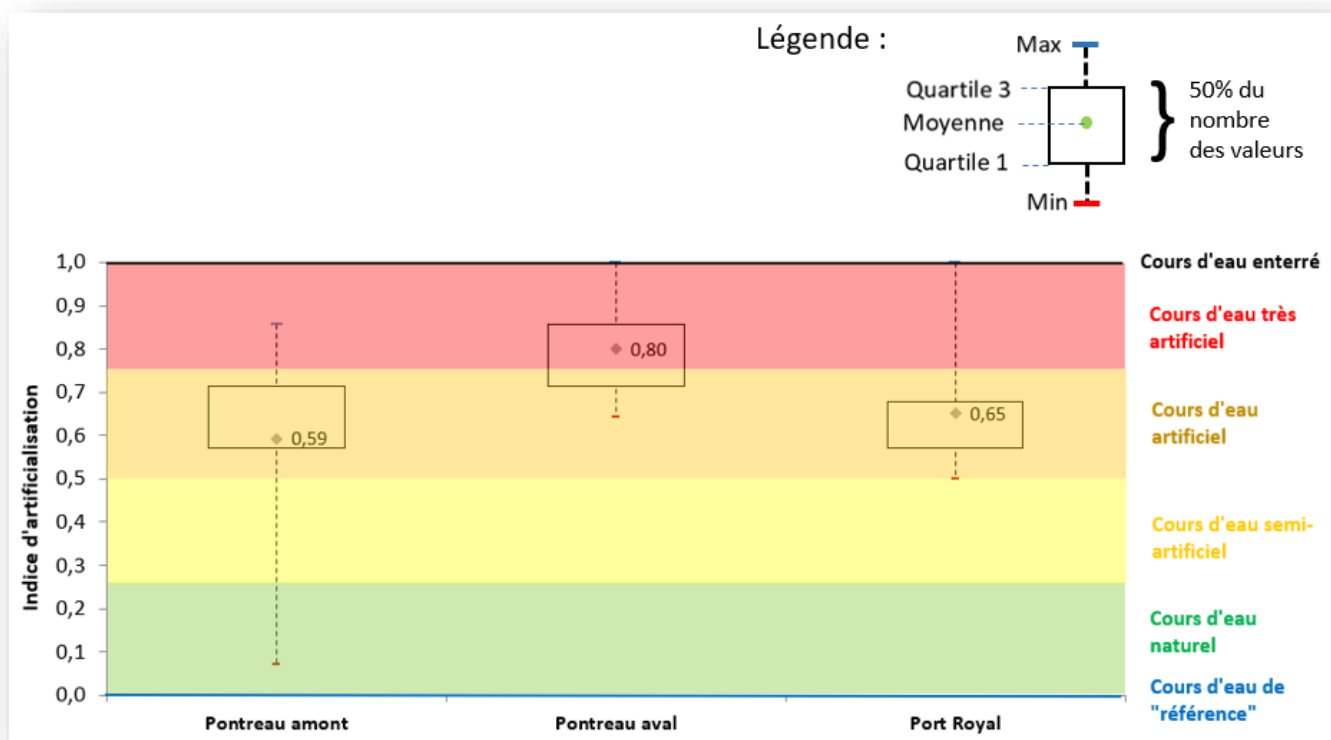 Légende :
Max
Quartile 3
Moyenne
Quartile 1
Min
50% du
nombre
des valeurs
Indice d'artificialisation
1,0
0,9
0,8
0,7
0,6
0,5
0,4
0,3
0,2
0,1
0,0
0,59
0,80
0,65
Pontreau amont
Pontreau aval
Port Royal
Cours d'eau enterré
Cours d'eau très
artificiel
Cours d'eau
artificiel
Cours d'eau semi-
artificiel
Cours d'eau
naturel
Cours d'eau de
"référence"